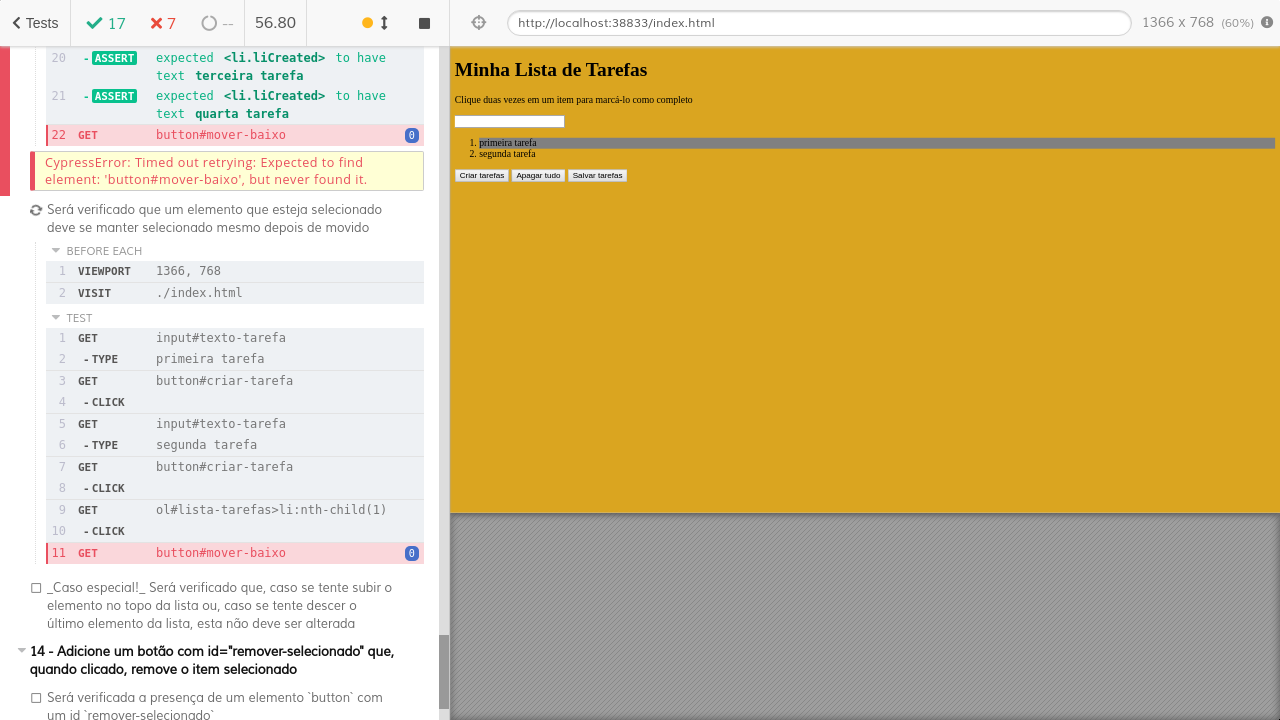 Tests
17
7
--
56.80
http://localhost:38833/index.html
1366 x 768 (60%)
20 - ASSERT expected <li.liCreated> to have
text terceira tarefa
21 - ASSERT expected <li.liCreated> to have
text quarta tarefa
22 GET button#mover-baixo 0
CypressError: Timed out retrying: Expected to find
element: 'button#mover-baixo', but never found it.
Será verificado que um elemento que esteja selecionado
deve se manter selecionado mesmo depois de movido
BEFORE EACH
1 VIEWPORT 1366, 768
2 VISIT ./index.html
TEST
1 GET input#texto-tarefa
2 - TYPE primeira tarefa
3 GET button#criar-tarefa
4 - CLICK
5 GET input#texto-tarefa
6 - TYPE segunda tarefa
7 GET button#criar-tarefa
8 - CLICK
9 GET ol#lista-tarefas>li:nth-child(1)
10 - CLICK
11 GET button#mover-baixo 0
_Caso especial!_ Será verificado que, caso se tente subir o
elemento no topo da lista ou, caso se tente descer o
último elemento da lista, esta não deve ser alterada
14 - Adicione um botão com id="remover-selecionado" que,
quando clicado, remove o item selecionado
Será verificada a presença de um elemento `button` com
um id `remover-selecionado`
Minha Lista de Tarefas
Clique duas vezes em um item para marcá-lo como completo
1. primeira tarefa
2. segunda tarefa
Criar tarefas Apagar tudo Salvar tarefas